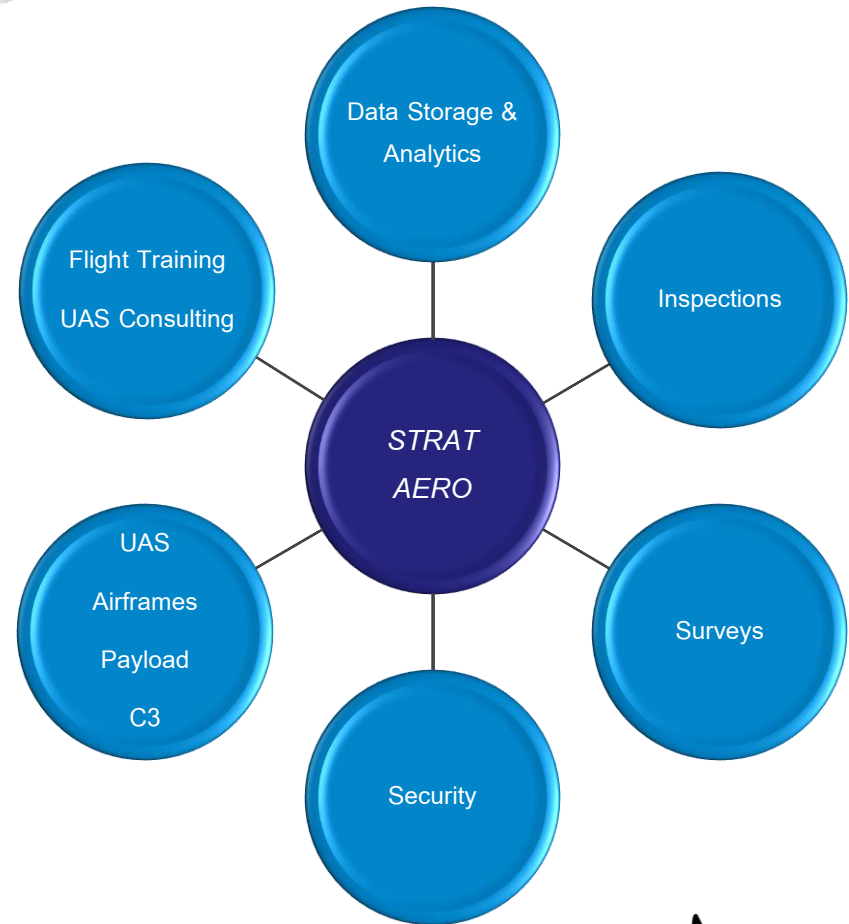 Data Storage &
Analytics
Flight Training
UAS Consulting
Inspections
STRAT
AERO
UAS
Airframes
Payload
C3
Surveys
Security